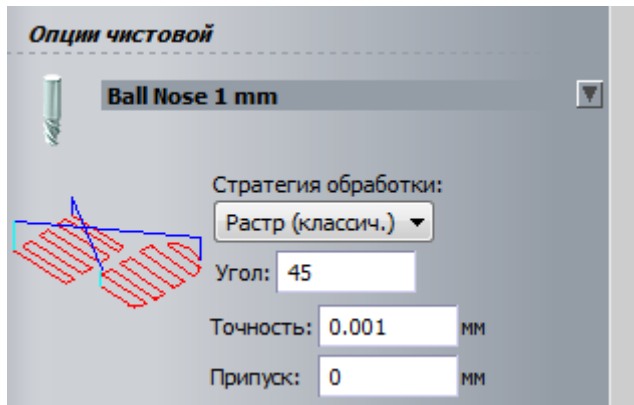 Опции чистовой
Ball Nose 1 mm
Стратегия обработки:
Растр (классич.)
Угол: 45
Точность: 0.001 мм
Припуск: 0 мм